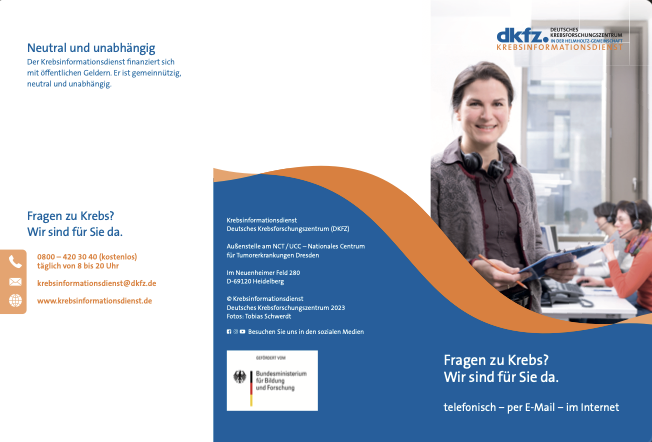 Neutral und unabhängig
Der Krebsinformationsdienst finanziert sich
mit öffentlichen Geldern. Er ist gemeinnützig,
neutral und unabhängig.
Fragen zu Krebs?
Wir sind für Sie da.
0800 – 420 30 40 (kostenlos)
täglich von 8 bis 20 Uhr
krebsinformationsdienst@dkfz.de
www.krebsinformationsdienst.de
Krebsinformationsdienst
Deutsches Krebsforschungszentrum (DKFZ)
Außenstelle am NCT / UCC – Nationales Centrum
für Tumorerkrankungen Dresden
Im Neuenheimer Feld 280
D-69120 Heidelberg
© Krebsinformationsdienst
Deutsches Krebsforschungszentrum 2023
Fotos: Tobias Schwerdt
Besuchen Sie uns in den sozialen Medien
GEFÖRDERT VOM
Bundesministerium
für Bildung
und Forschung
dkfz.
DEUTSCHES
KREBSFORSCHUNGSZENTRUM
IN DER HELMHOLTZ-GEMEINSCHAFT
KREBSINFORMATIONSDIENST
Fragen zu Krebs?
Wir sind für Sie da.
telefonisch – per E-Mail – im Internet